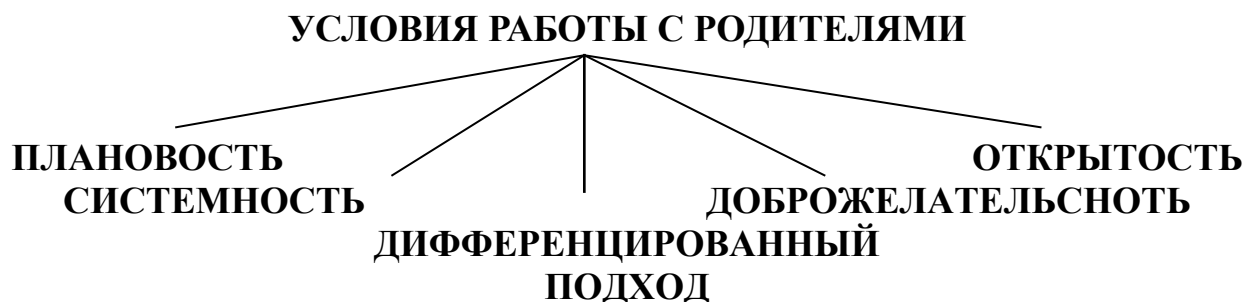 УСЛОВИЯ РАБОТЫ С РОДИТЕЛЯМИ
ПЛАНОВОСТЬ ОТКРЫТОСТЬ
СИСТЕМНОСТЬ ДОБРОЖЕЛАТЕЛЬСНОТЬ
ДИФФЕРЕНЦИРОВАННЫЙ
ПОДХОД